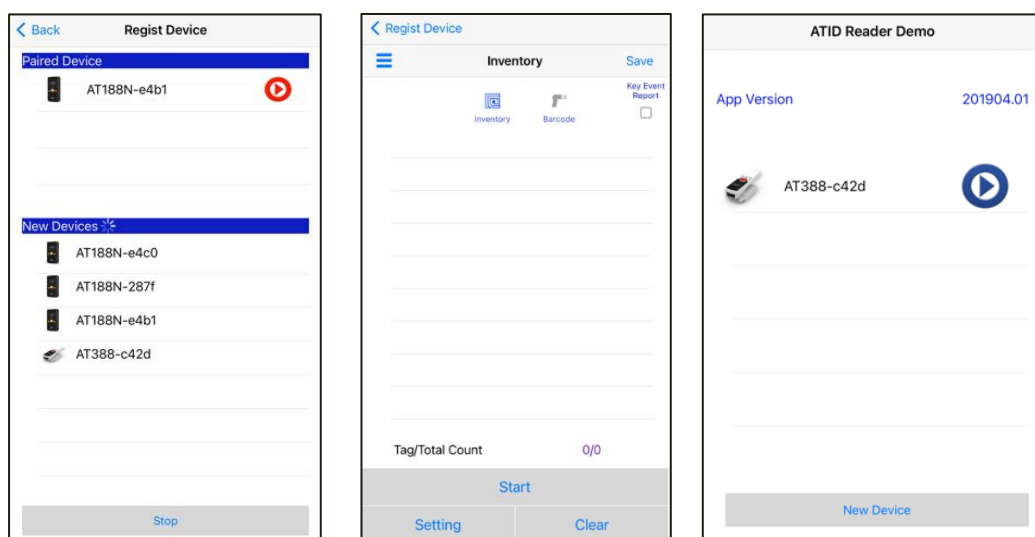 Back
Regist Device
Paired Device
AT188N-e4b1
New Devices
AT188N-e4c0
AT188N-287f
AT188N-e4b1
AT388-c42d
Stop
Regist Device
Inventory
Save
Inventory
Barcode
Key Event
Report
Tag/Total Count
0/0
Start
Setting
Clear
ATID Reader Demo
App Version
201904.01
AT388-c42d
New Device